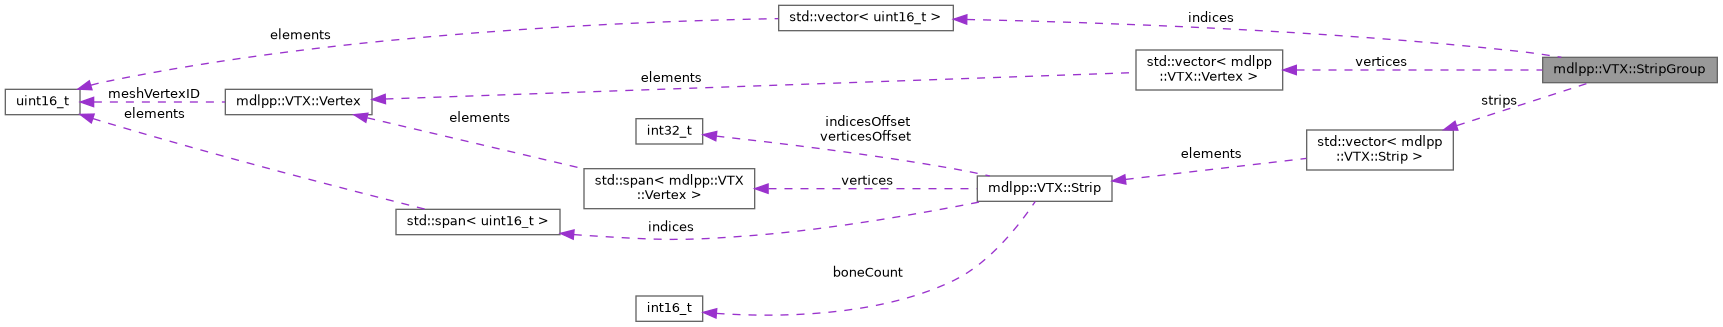 std::vector< uint16_t >
indices
elements
mdlpp::VTX::StripGroup
std::vector< mdlpp
::VTX::Vertex >
vertices
elements
uint16_t
meshVertexID
mdlpp::VTX::Vertex
strips
elements
elements
int32_t
indicesOffset
verticesOffset
std::vector< mdlpp
::VTX::Strip >
elements
std::span< mdlpp::VTX
::Vertex >
vertices
mdlpp::VTX::Strip
std::span< uint16_t >
indices
boneCount
int16_t